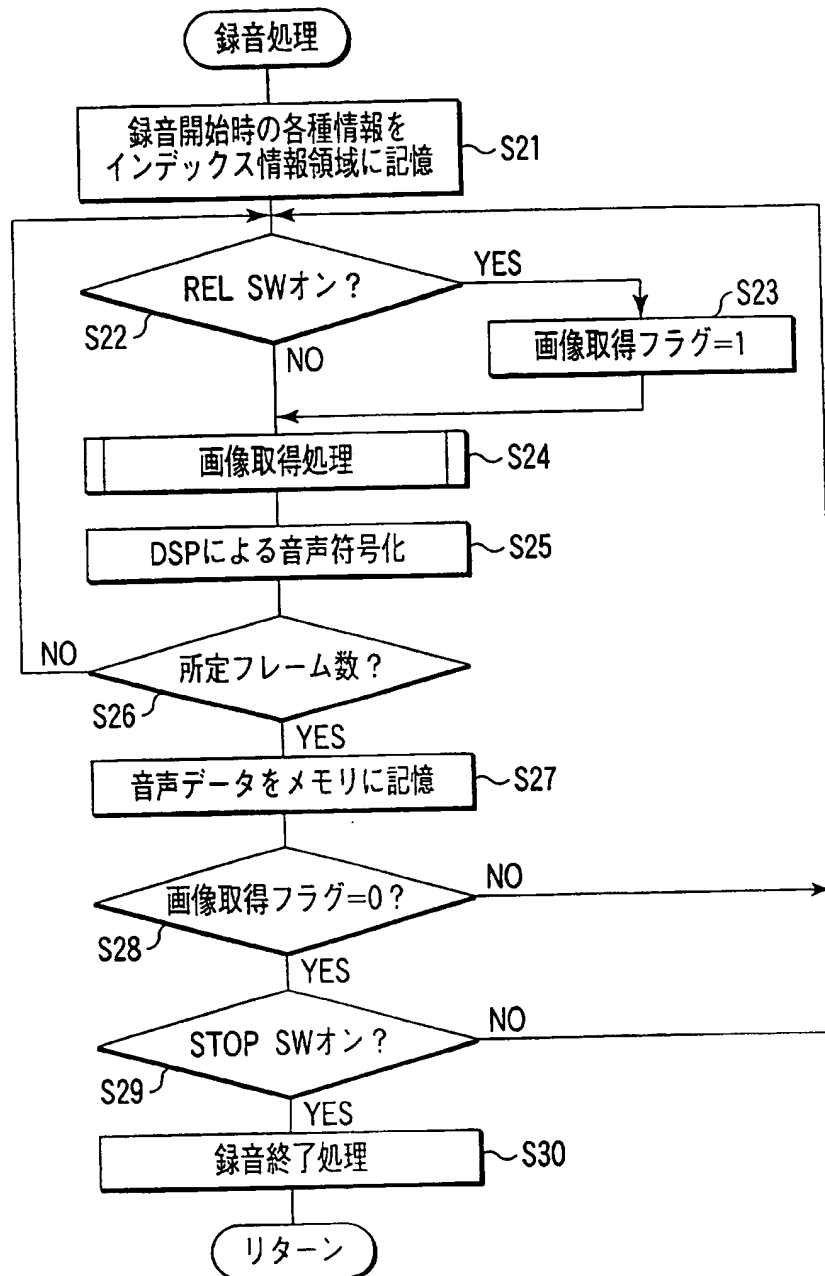 録音処理
録音開始時の各種情報を
インデックス情報領域に記憶
S21
REL SWオン?
YES
S22
NO
S23
画像取得フラグ=1
画像取得処理
S24
DSPによる音声符号化
S25
NO
所定フレーム数?
S26
YES
音声データをメモリに記憶
S27
画像取得フラグ=0?
NO
S28
YES
STOP SWオン?
NO
S29
YES
録音終了処理
S30
リターン